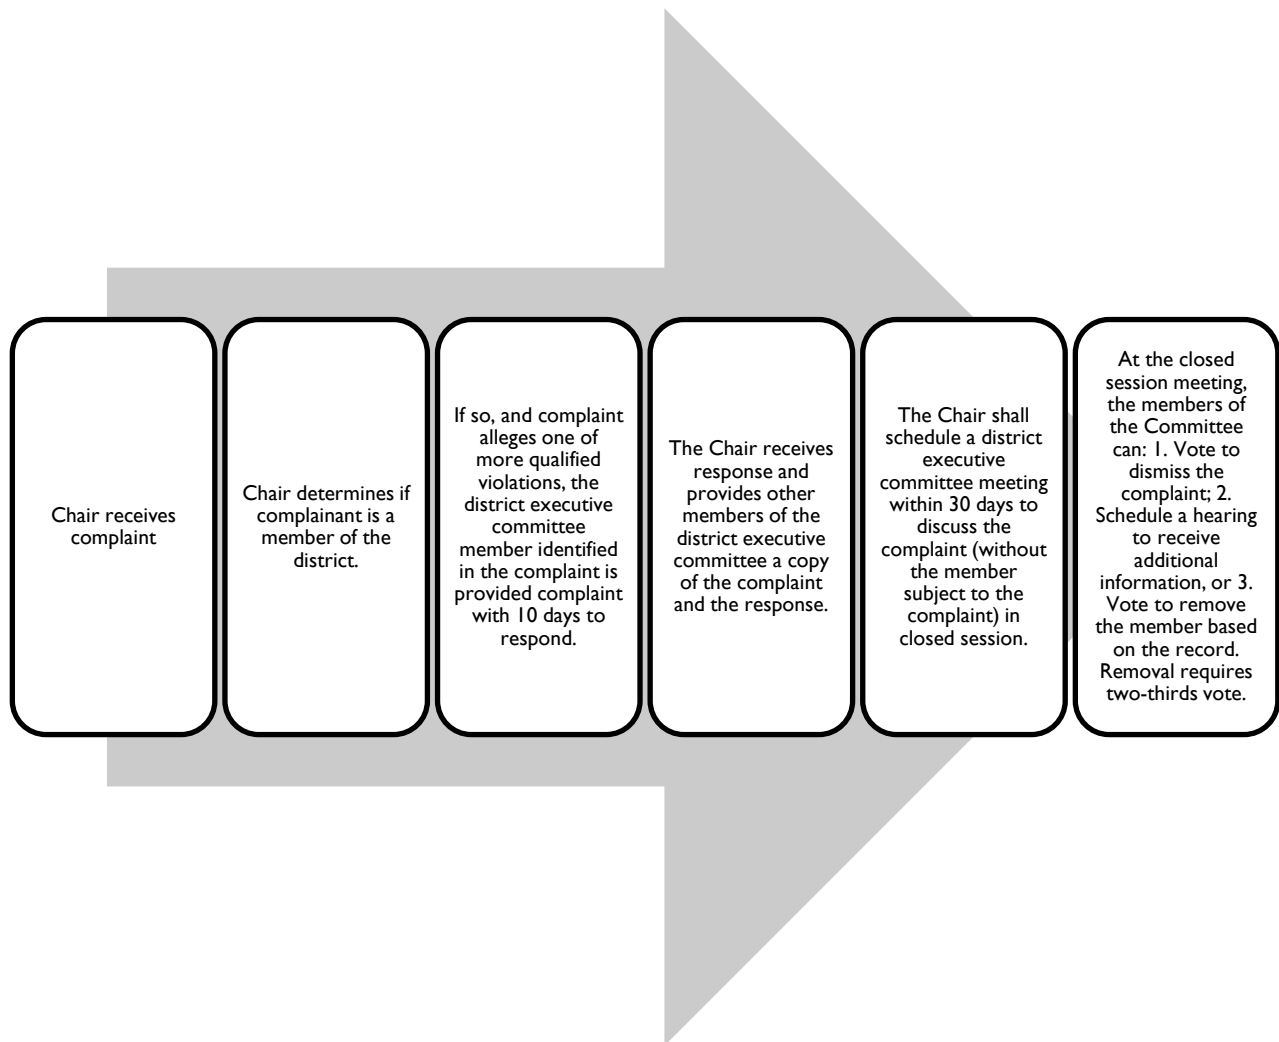 Chair receives
complaint
Chair determines if
complainant is a
member of the
district.
If so, and complaint
alleges one of
more qualified
violations, the
district executive
committee
member identified
in the complaint is
provided complaint
with 10 days to
respond.
The Chair receives
response and
provides other
members of the
district executive
committee a copy
of the complaint
and the response.
The Chair shall
schedule a district
executive
committee meeting
within 30 days to
discuss the
complaint (without
the member
subject to the
complaint) in
closed session.
At the closed
session meeting,
the members of
the Committee
can: 1. Vote to
dismiss the
complaint; 2.
Schedule a hearing
to receive
additional
information, or 3.
Vote to remove
the member based
on the record.
Removal requires
two-thirds vote.